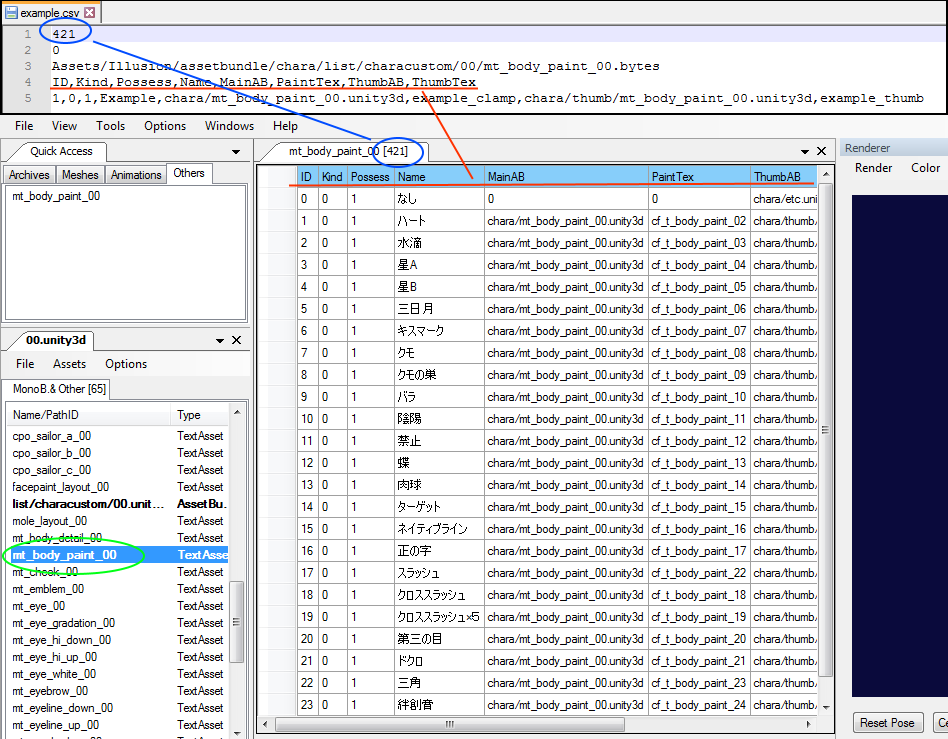 example.csv
1 421
2 0
3 Assets/Illusion/assetbundle/chara/list/characustom/00/mt_body_paint_00.bytes
4 ID,Kind,Possess,Name,MainAB,PaintTex,ThumbAB,ThumbTex
5 1,0,1,Example,chara/mt_body_paint_00.unity3d,example_clamp,chara/thumb/mt_body_paint_00.unity3d,example_thumb
File View Tools Options Windows Help
Quick Access
Archives Meshes Animations Others
mt_body_paint_00
00.unity3d
File Assets Options
MonoB.& Other [65]
Name/PathID Type
cpo_sailor_a_00 TextAsset
cpo_sailor_b_00 TextAsset
cpo_sailor_c_00 TextAsset
facepaint_layout_00 TextAsset
list/characustom/00.unit... AssetBu.
mole_layout_00 TextAsset
mt_body_detail_00 TextAsset
mt_body_paint_00 TextAsse
mt_cheek_00 TextAsset
mt_emblem_00 TextAsset
mt_eye_00 TextAsset
mt_eye_gradation_00 TextAsset
mt_eye_hi_down_00 TextAsset
mt_eye_hi_up_00 TextAsset
mt_eye_white_00 TextAsset
mt_eyebrow_00 TextAsset
mt_eyeline_down_00 TextAsset
mt_eyeline_up_00 TextAsset
mt_body_paint_00 [421]
ID Kind Possess Name MainAB PaintTex ThumbAB
0 0 1 なし 0 0 chara/etc.uni
1 0 1 ハート chara/mt_body_paint_00.unity3d cf_t_body_paint_02 chara/thumb/
2 0 1 水滴 chara/mt_body_paint_00.unity3d cf_t_body_paint_03 chara/thumb/
3 0 1 星A chara/mt_body_paint_00.unity3d cf_t_body_paint_04 chara/thumb/
4 0 1 星B chara/mt_body_paint_00.unity3d cf_t_body_paint_05 chara/thumb/
5 0 1 三日月 chara/mt_body_paint_00.unity3d cf_t_body_paint_06 chara/thumb/
6 0 1 キスマーク chara/mt_body_paint_00.unity3d cf_t_body_paint_07 chara/thumb/
7 0 1 クモ chara/mt_body_paint_00.unity3d cf_t_body_paint_08 chara/thumb/
8 0 1 クモの巣 chara/mt_body_paint_00.unity3d cf_t_body_paint_09 chara/thumb/
9 0 1 バラ chara/mt_body_paint_00.unity3d cf_t_body_paint_10 chara/thumb/
10 0 1 陰陽 chara/mt_body_paint_00.unity3d cf_t_body_paint_11 chara/thumb/
11 0 1 禁止 chara/mt_body_paint_00.unity3d cf_t_body_paint_12 chara/thumb/
12 0 1 蝶 chara/mt_body_paint_00.unity3d cf_t_body_paint_13 chara/thumb/
13 0 1 肉球 chara/mt_body_paint_00.unity3d cf_t_body_paint_14 chara/thumb/
14 0 1 ターゲット chara/mt_body_paint_00.unity3d cf_t_body_paint_15 chara/thumb/
15 0 1 ネイティブライン chara/mt_body_paint_00.unity3d cf_t_body_paint_16 chara/thumb/
16 0 1 正の字 chara/mt_body_paint_00.unity3d cf_t_body_paint_17 chara/thumb/
17 0 1 スラッシュ chara/mt_body_paint_00.unity3d cf_t_body_paint_22 chara/thumb/
18 0 1 クロススラッシュ chara/mt_body_paint_00.unity3d cf_t_body_paint_18 chara/thumb/
19 0 1 クロススラッシュ×5 chara/mt_body_paint_00.unity3d cf_t_body_paint_19 chara/thumb/
20 0 1 第三の目 chara/mt_body_paint_00.unity3d cf_t_body_paint_20 chara/thumb/
21 0 1 ドクロ chara/mt_body_paint_00.unity3d cf_t_body_paint_21 chara/thumb/
22 0 1 三角 chara/mt_body_paint_00.unity3d cf_t_body_paint_23 chara/thumb/
23 0 1 絆創膏 chara/mt_body_paint_00.unity3d cf_t_body_paint_24 chara/thumb/
Renderer
Render Color
Reset Pose Ce